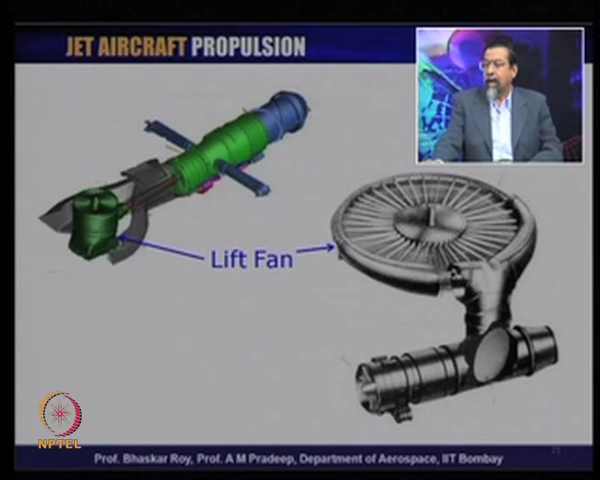 JET AIRCRAFT PROPULSION
Lift Fan
NPTEL
Prof. Bhaskar Roy, Prof. A M Pradeep, Department of Aerospace, IIT Bombay